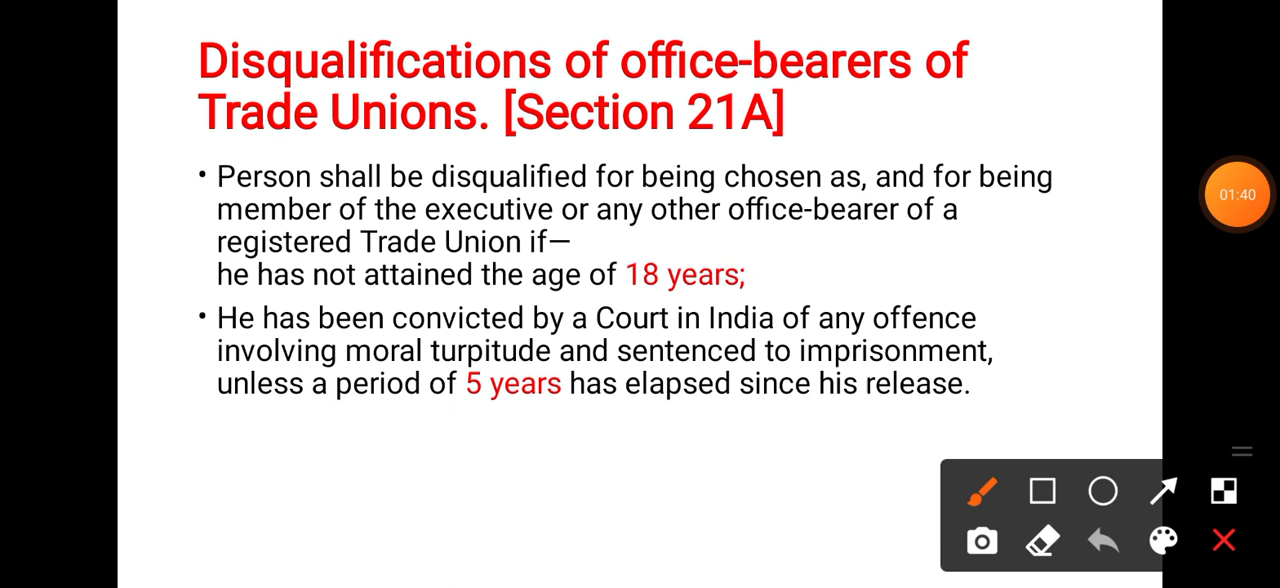 Disqualifications of office-bearers of
Trade Unions. [Section 21A]
• Person shall be disqualified for being chosen as, and for being
member of the executive or any other office-bearer of a
registered Trade Union if—
he has not attained the age of 18 years;
• He has been convicted by a Court in India of any offence
involving moral turpitude and sentenced to imprisonment,
unless a period of 5 years has elapsed since his release.
01:40